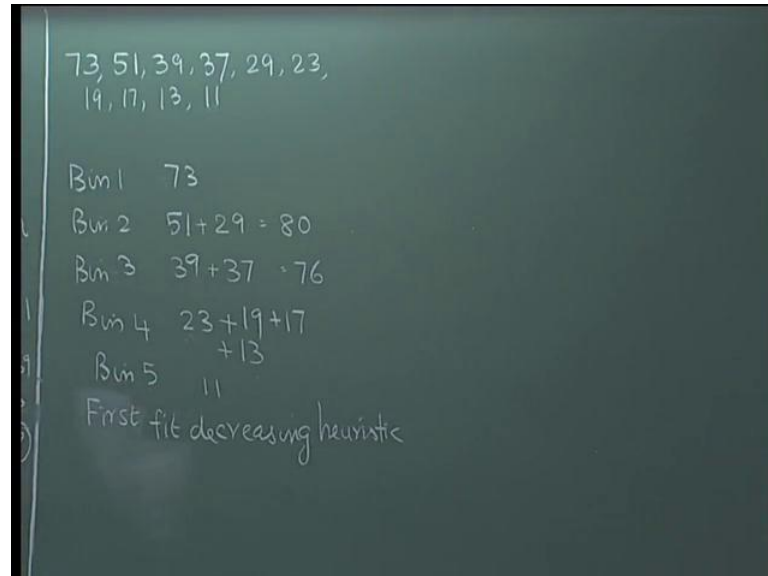 73, 51, 39, 37, 29, 23,
19, 17, 13, 11
Bin 1 73
Bin 2 51+29 = 80
Bin 3 39+37 = 76
Bin 4 23+19+17
+13
Bin 5 11
First fit decreasing heuristic